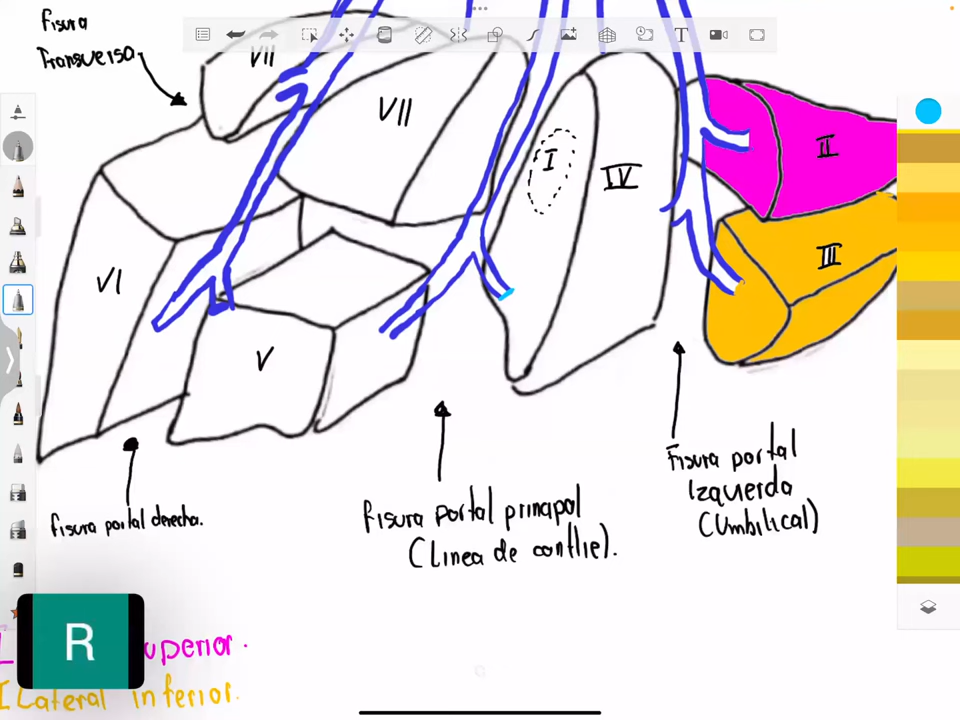 fisura
Transversa
VII
VII
I
IV
II
III
VI
V
fisura portal derecha.
fisura portal principal
(Linea de contlie).
Fisura portal
Izquerda
(Umbilical)
R
uperior.
Lateral inferior.